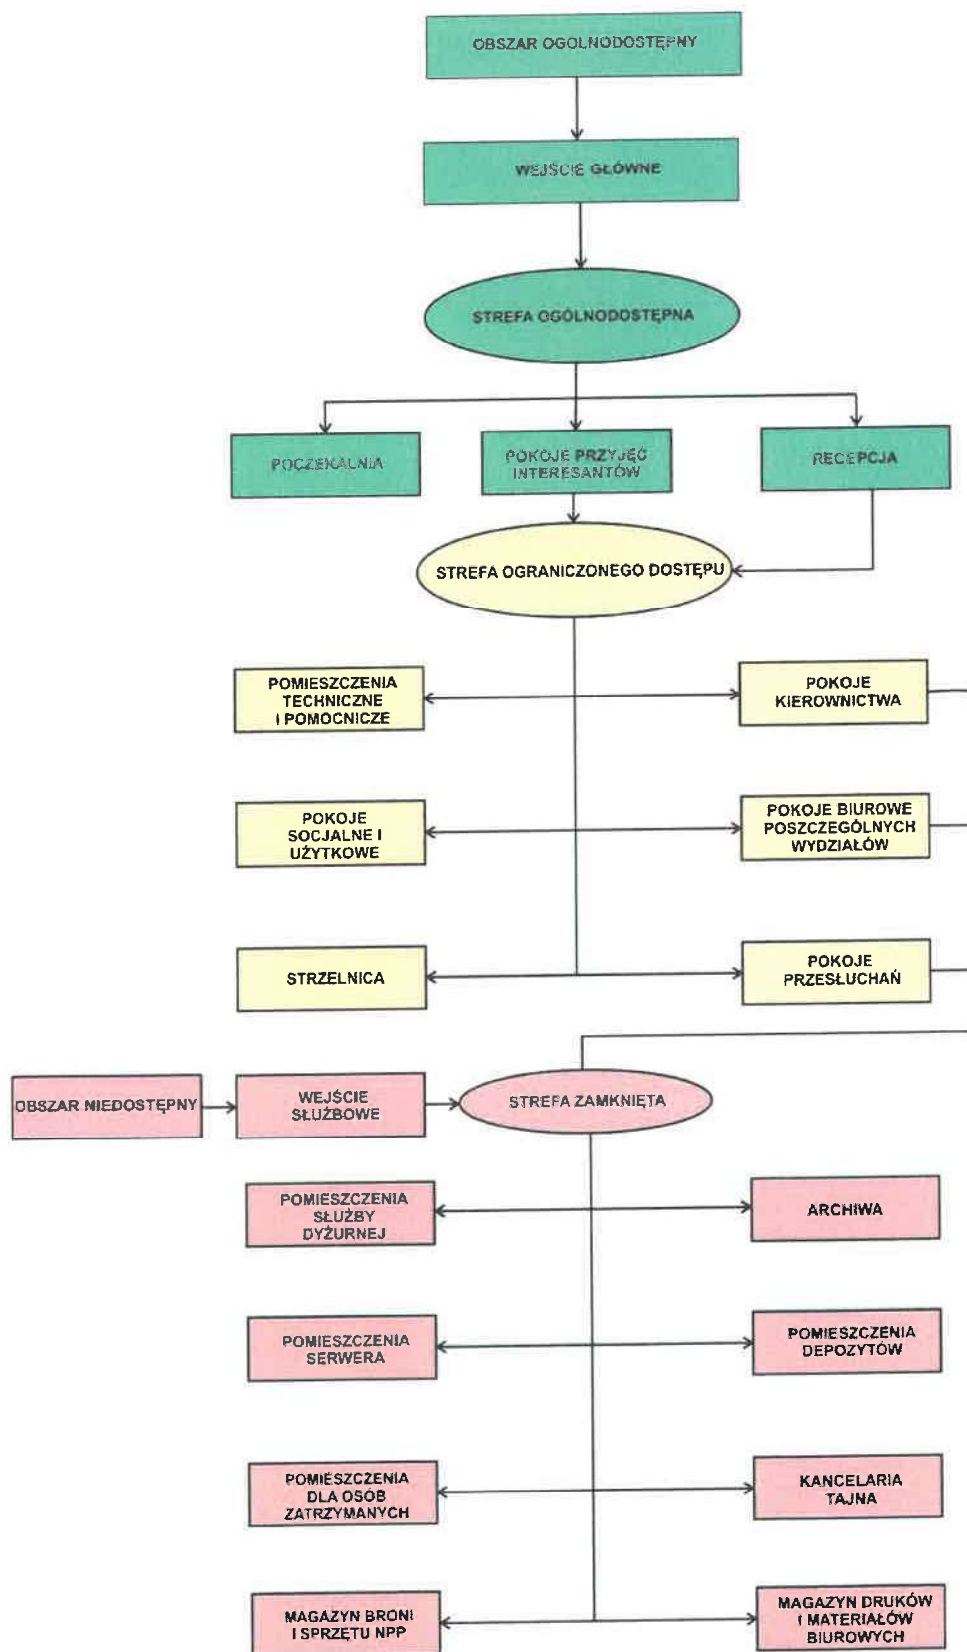 OBSZAR OGOLNODOSTĘPNY
WEJŚCIE GŁÓWNE
STREFA OGÓLNODOSTĘPNA
POCZEKALNIA
POKOJE PRZYJĘĆ
INTERESANTÓW
RECEPCJA
STREFA OGRANICZONEGO DOSTĘPU
POMIESZCZENIA
TECHNICZNE
I POMOCNICZE
POKOJE
KIEROWNICTWA
POKOJE
SOCJALNE I
UŻYTKOWE
POKOJE BIUROWE
POSZCZEGÓLNYCH
WYDZIAŁÓW
STRZELNICA
POKOJE
PRZESŁUCHAŃ
OBSZAR NIEDOSTĘPNY
WEJŚCIE
SŁUŻBOWE
STREFA ZAMKNIĘTA
POMIESZCZENIA
SŁUŻBY
DYŻURNEJ
ARCHIWA
POMIESZCZENIA
SERWERA
POMIESZCZENIA
DEPOZYTÓW
POMIESZCZENIA
DLA OSÓB
ZATRZYMANYCH
KANCELARIA
TAJNA
MAGAZYN BRONI
I SPRZĘTU NPP
MAGAZYN DRUKÓW
I MATERIAŁÓW
BIUROWYCH